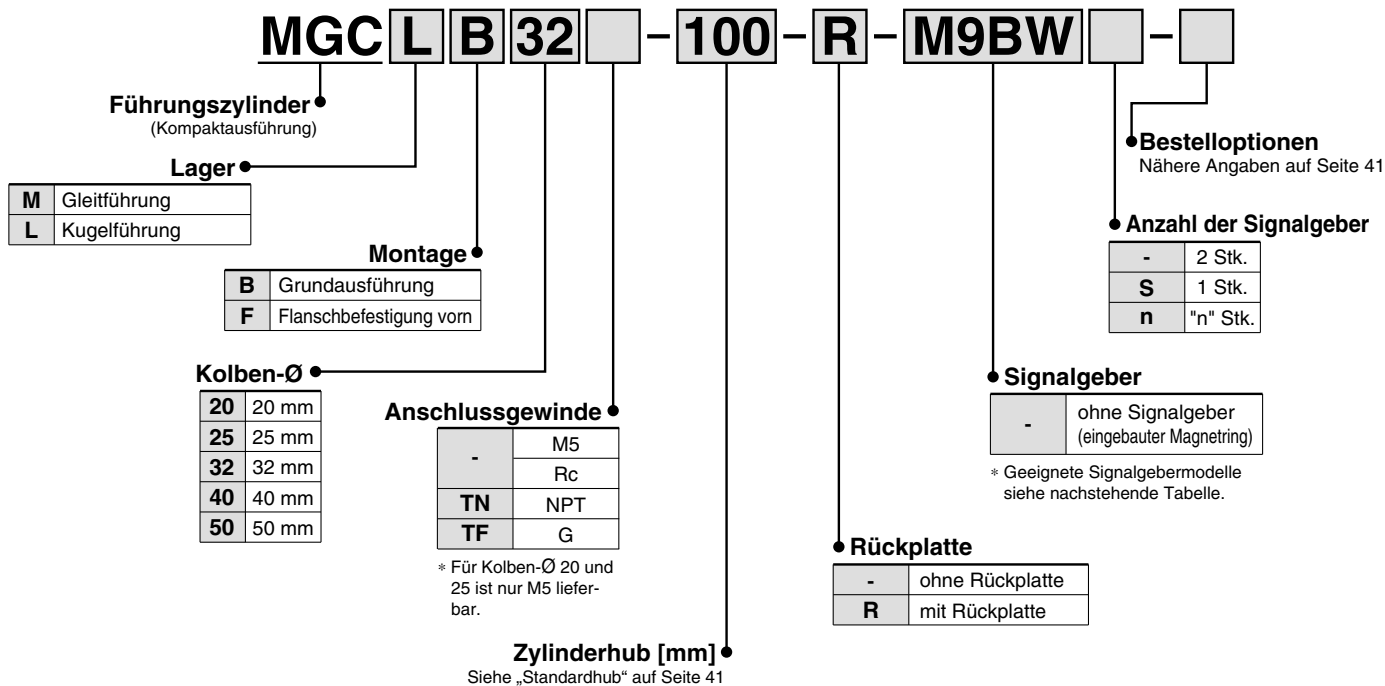 MGC L B 32 – 100 – R – M9BW –
Führungszylinder
(Kompaktausführung)
Lager
M Gleitführung
L Kugelführung
Montage
B Grundausführung
F Flanschbefestigung vorn
Kolben-Ø
20 20 mm
25 25 mm
32 32 mm
40 40 mm
50 50 mm
Anschlussgewinde
- M5
Rc
TN NPT
TF G
* Für Kolben-Ø 20 und
25 ist nur M5 liefer-
bar.
Zylinderhub [mm]
Siehe „Standardhub“ auf Seite 41
Rückplatte
- ohne Rückplatte
R mit Rückplatte
Signalgeber
- ohne Signalgeber
(eingebauter Magnetring)
* Geeignete Signalgebermodelle
siehe nachstehende Tabelle.
Anzahl der Signalgeber
- 2 Stk.
S 1 Stk.
n "n" Stk.
Bestelloptionen
Nähere Angaben auf Seite 41